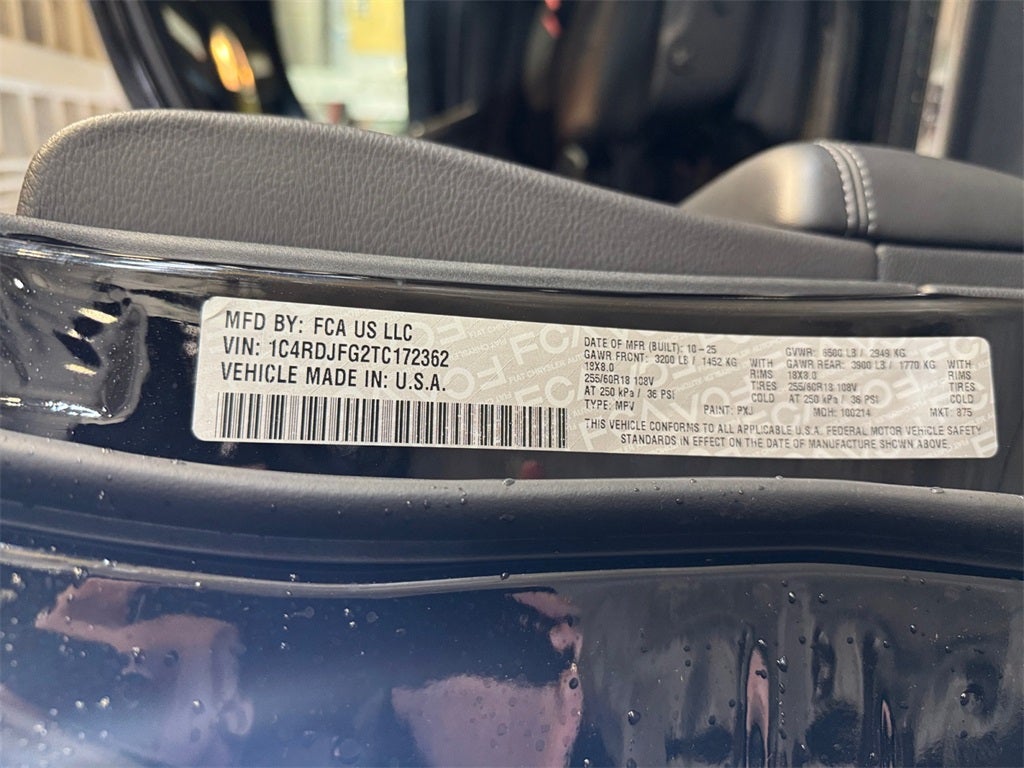 MFD BY: FCA US LLC
VIN: 1C4RDJFG2TC172362
VEHICLE MADE IN: U.S.A.
DATE OF MFR (BUILT): 10-25 GVWR: 6500 LB / 2949 KG
GAWR FRONT: 3200 LB / 1452 KG WITH GAWR REAR: 3900 LB / 1770 KG WITH
18X8.0 RIMS 18X8.0 RIMS
255/60R18 108V TIRES 255/60R18 108V TIRES
AT 250 kPa / 36 PSI COLD AT 250 kPa / 36 PSI COLD
TYPE: MPV PAINT: PXJ MCH: 100214 MKT: 875
THIS VEHICLE CONFORMS TO ALL APPLICABLE U.S.A. FEDERAL MOTOR VEHICLE SAFETY
STANDARDS IN EFFECT ON THE DATE OF MANUFACTURE SHOWN ABOVE.